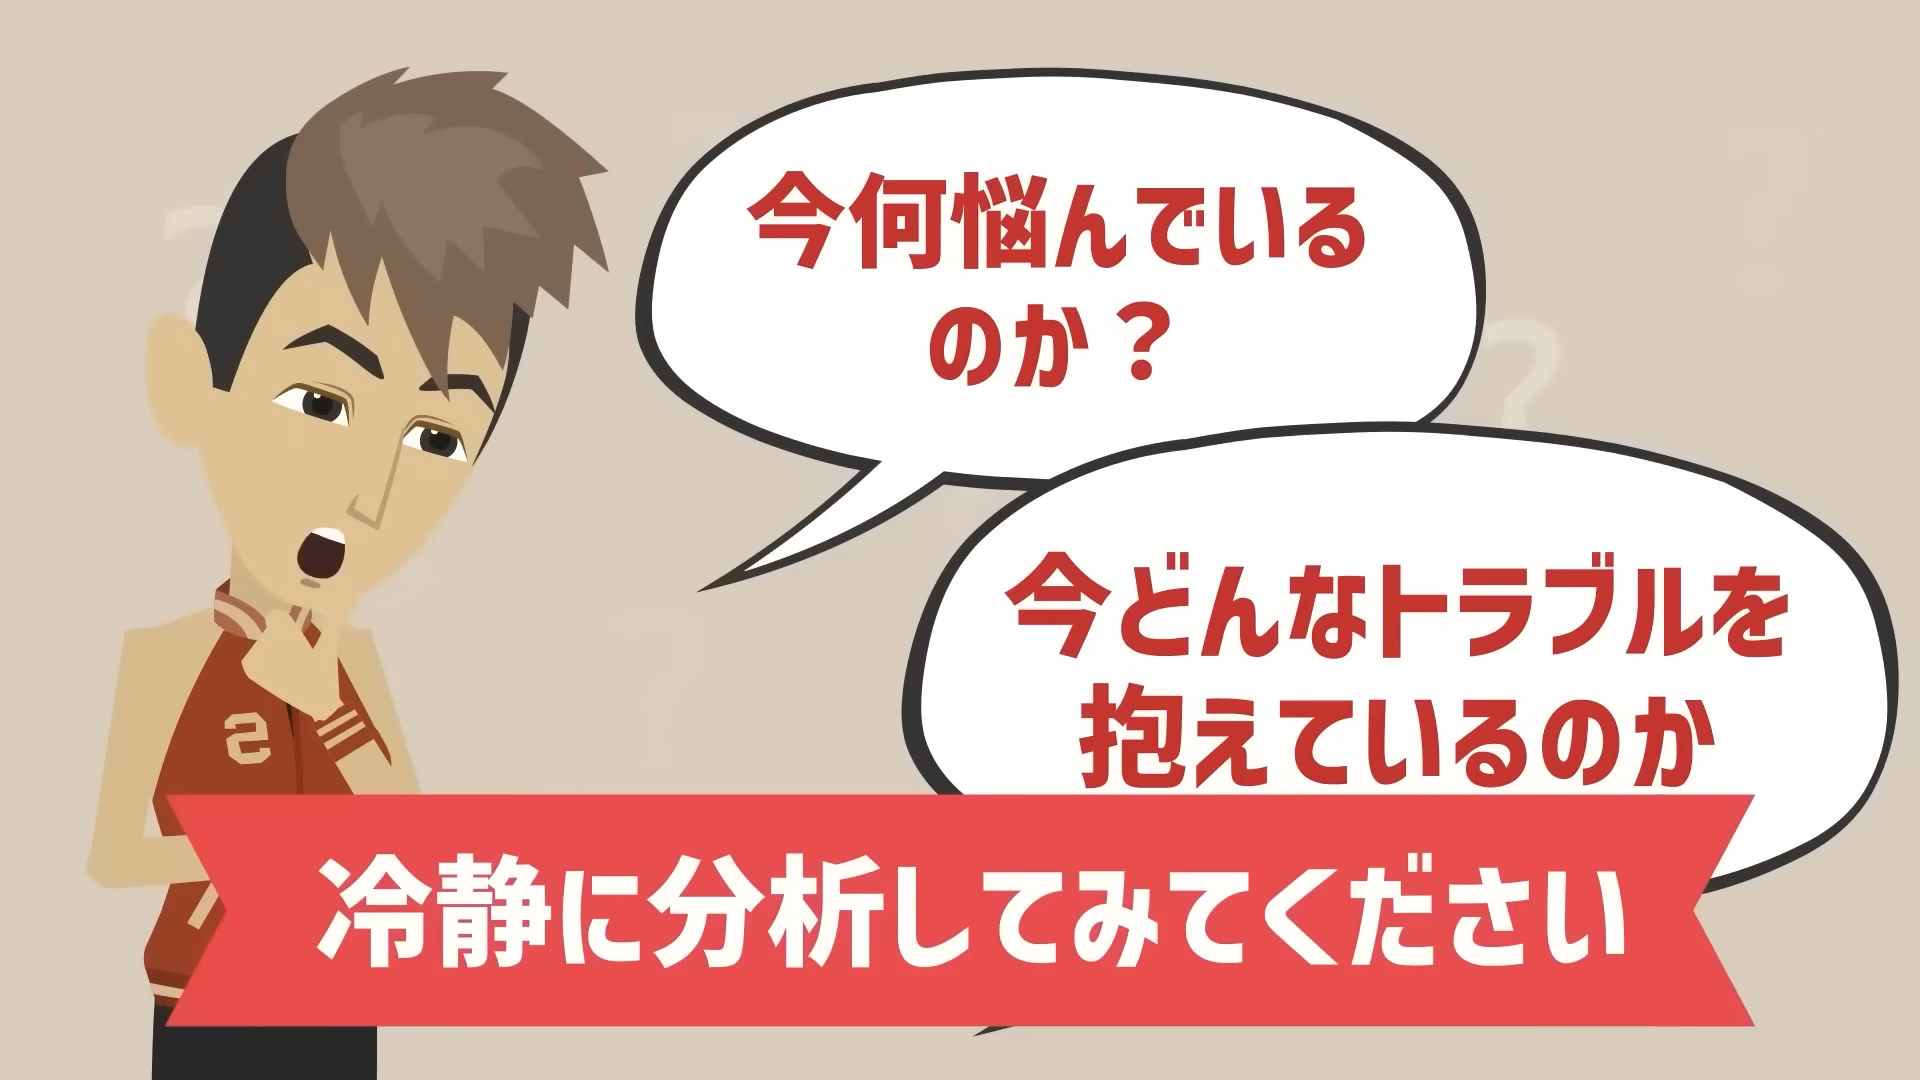 今何悩んでいる
のか？
今どんなトラブルを
抱えているのか
冷静に分析してみてください